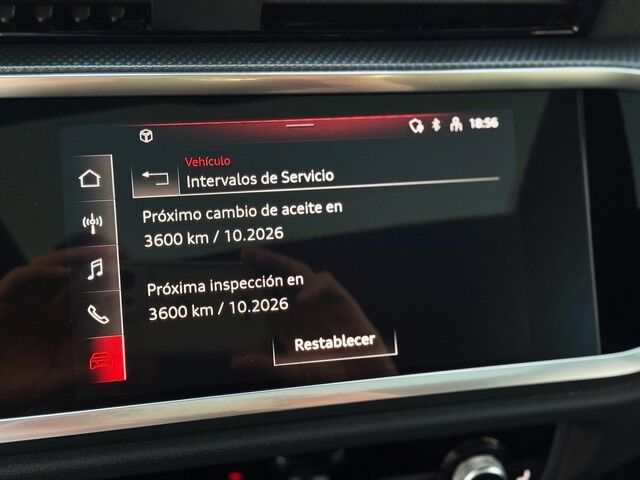 18:56
Vehículo
Intervalos de Servicio
Próximo cambio de aceite en
3600 km / 10.2026
Próxima inspección en
3600 km / 10.2026
Restablecer